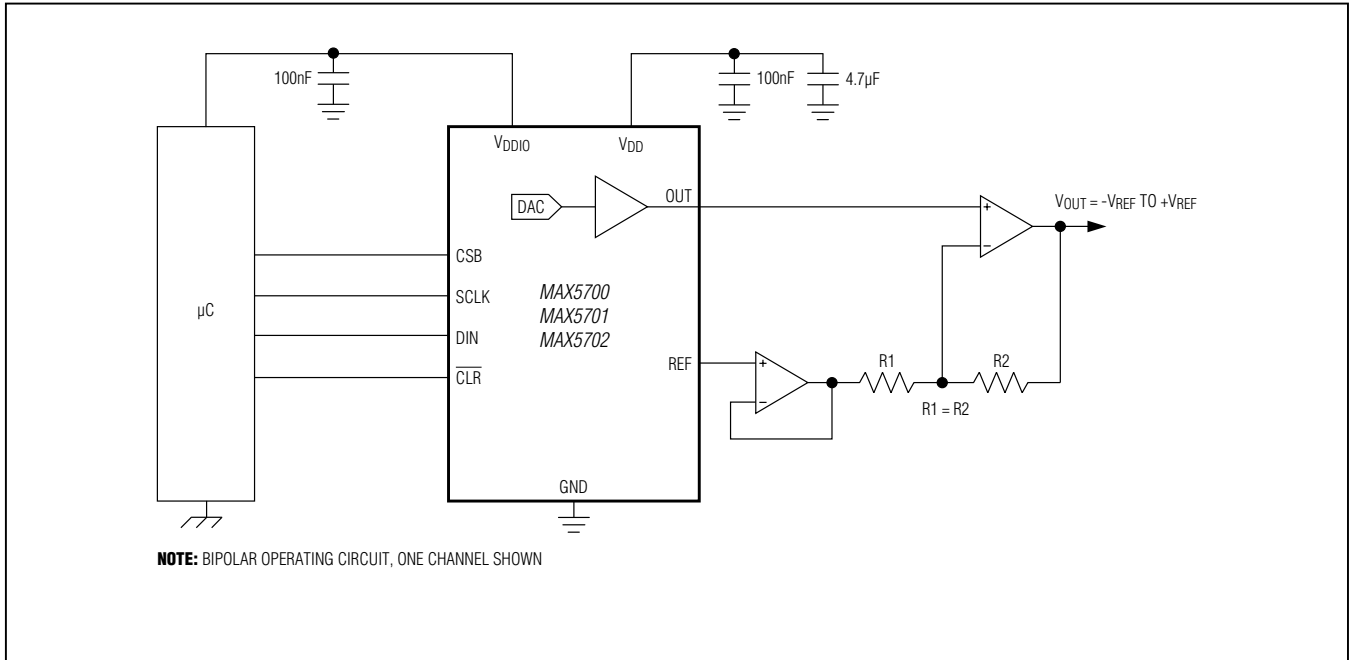 100nF
100nF
4.7µF
VDDIO
VDD
DAC
OUT
+
−
VOUT = -VREF TO +VREF
µC
CSB
SCLK
DIN
CLR
MAX5700
MAX5701
MAX5702
REF
+
−
R1
R2
R1 = R2
GND
NOTE: BIPOLAR OPERATING CIRCUIT, ONE CHANNEL SHOWN